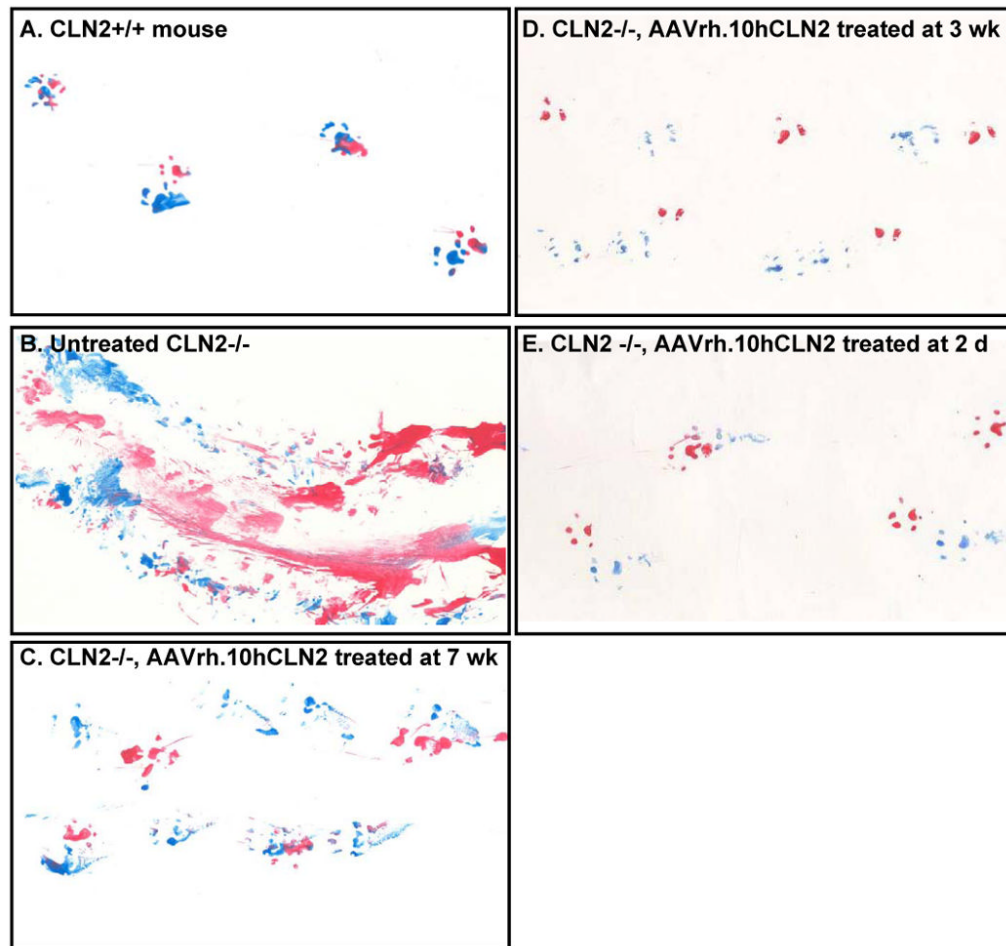 A. CLN2+/+ mouse
B. Untreated CLN2-/-
C. CLN2-/-, AAVrh.10hCLN2 treated at 7 wk
D. CLN2-/-, AAVrh.10hCLN2 treated at 3 wk
E. CLN2 -/-, AAVrh.10hCLN2 treated at 2 d